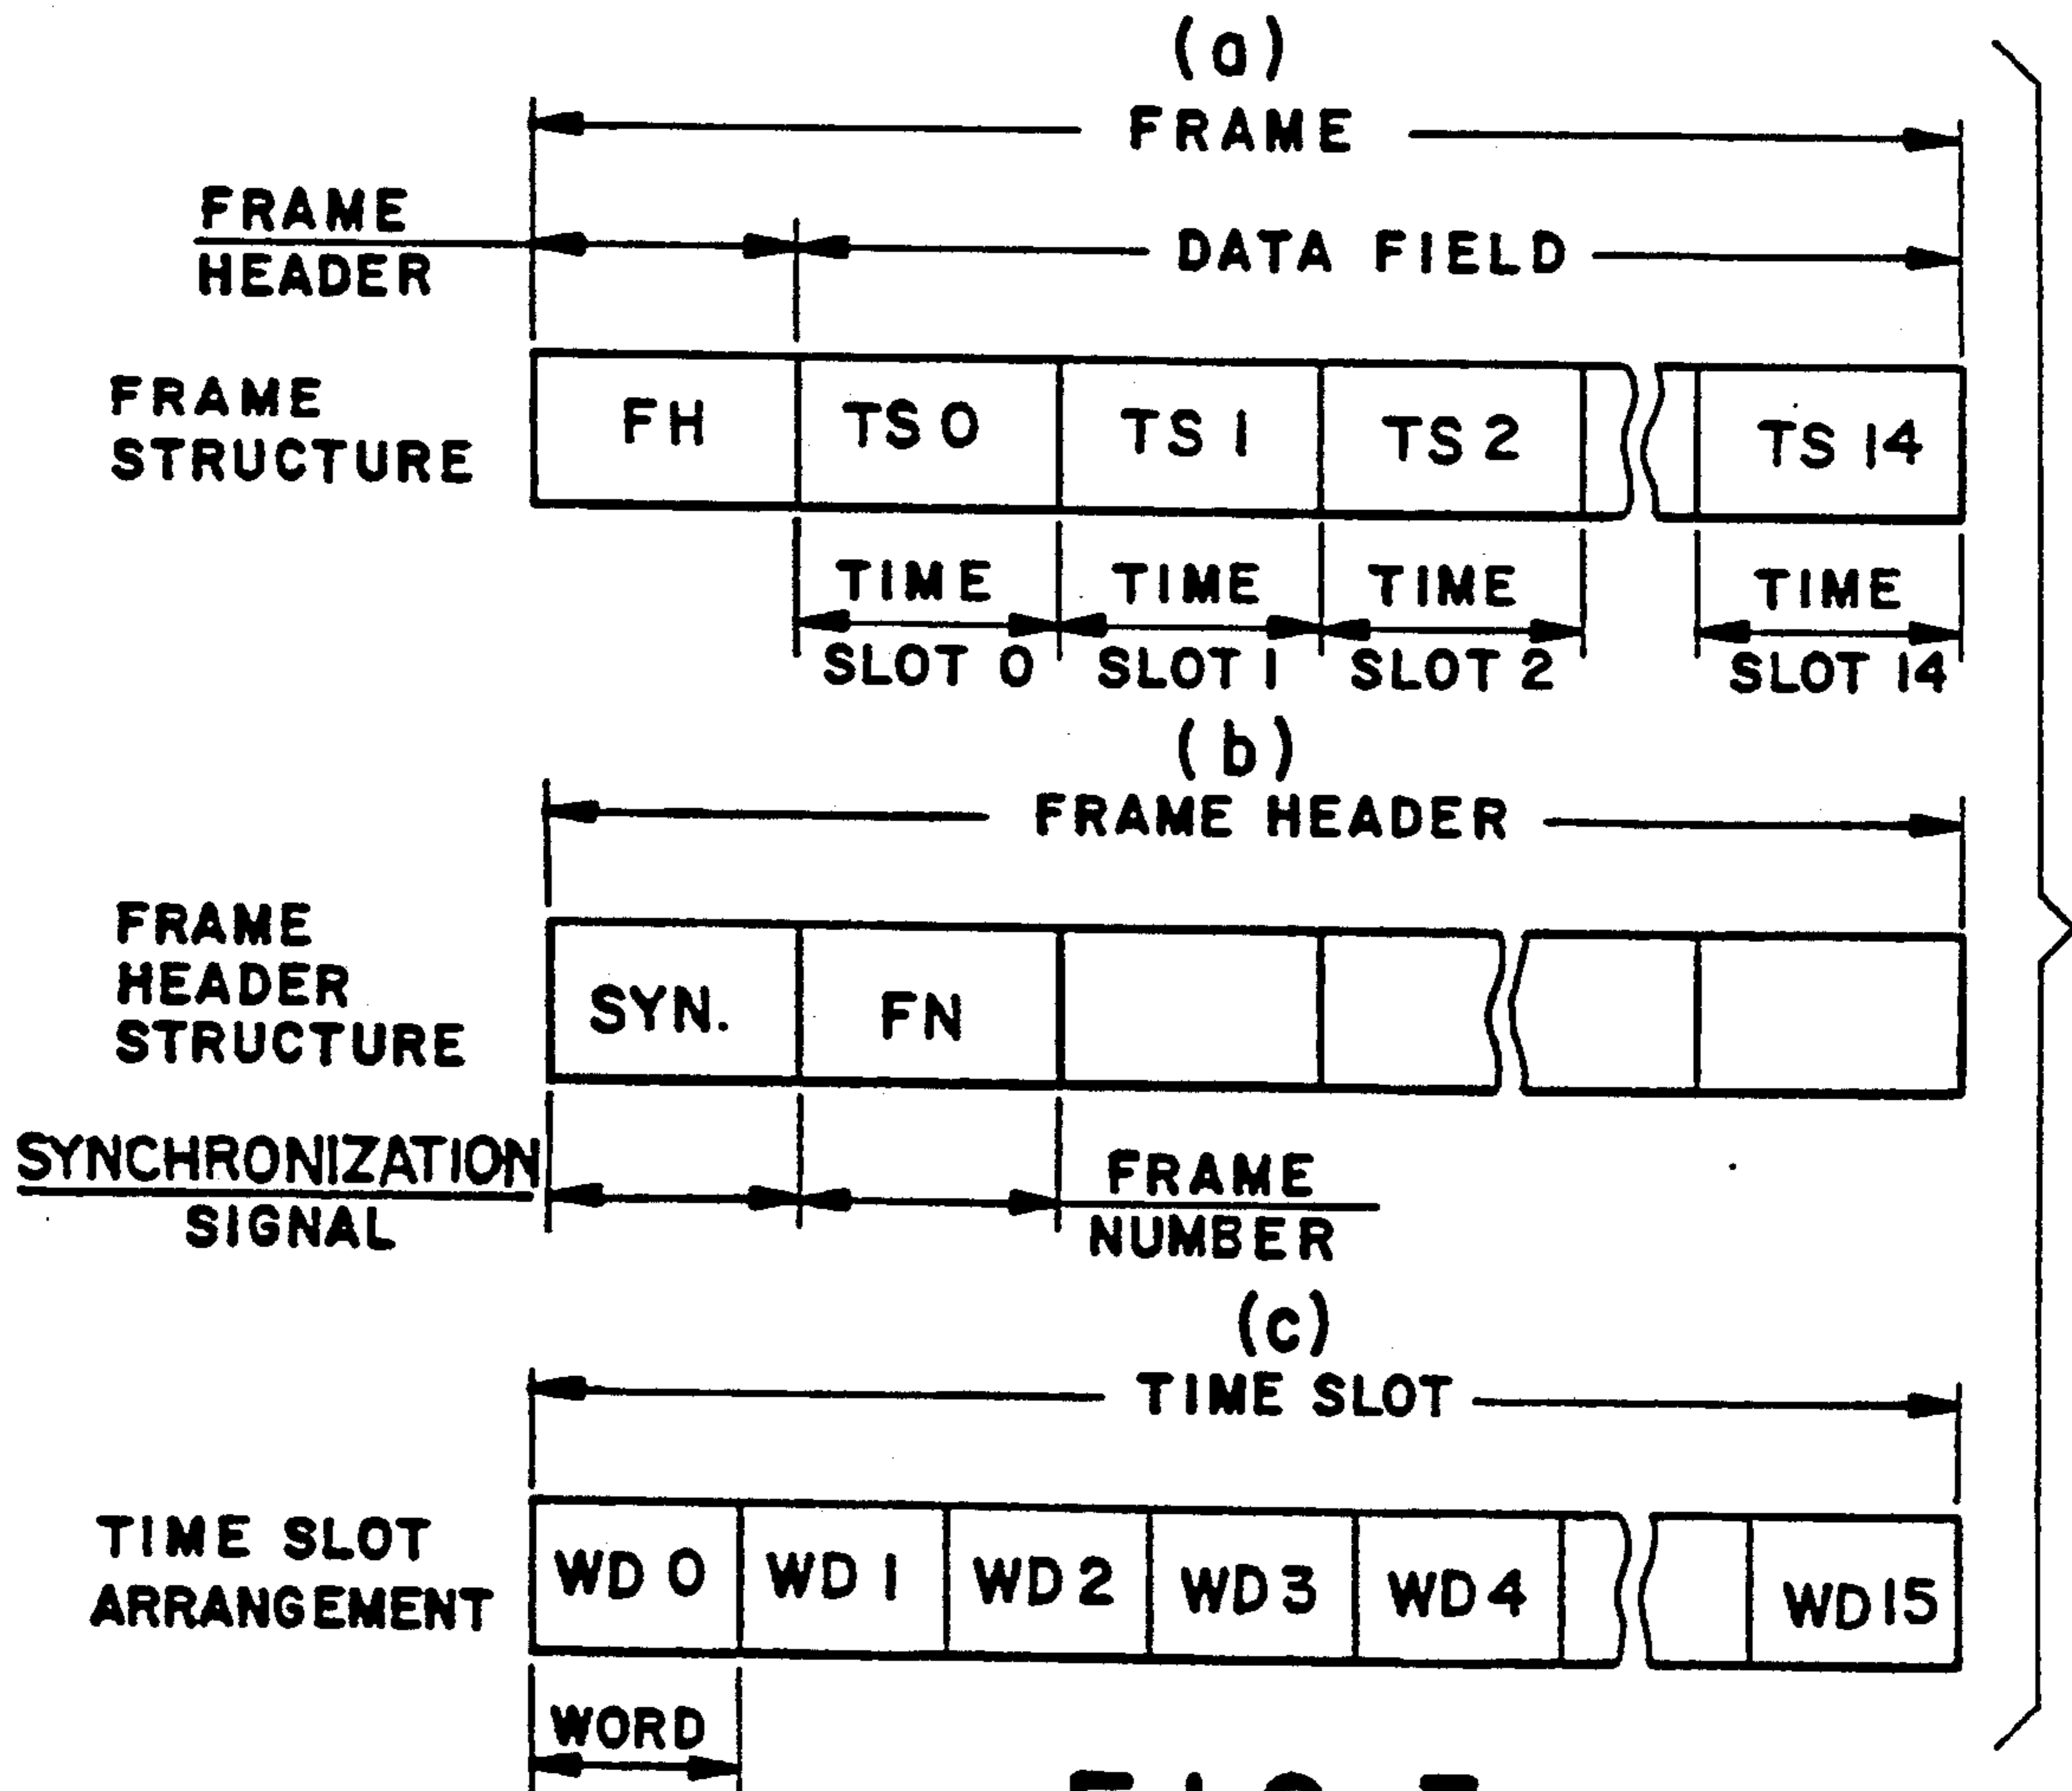 (a)
FRAME
FRAME
HEADER
DATA FIELD
FRAME
STRUCTURE
FH
TS 0
TS 1
TS 2
TS 14
TIME
SLOT 0
TIME
SLOT 1
TIME
SLOT 2
TIME
SLOT 14
(b)
FRAME HEADER
FRAME
HEADER
STRUCTURE
SYN.
FN
SYNCHRONIZATION
SIGNAL
FRAME
NUMBER
(c)
TIME SLOT
TIME SLOT
ARRANGEMENT
WD 0
WD 1
WD 2
WD 3
WD 4
WD 15
WORD